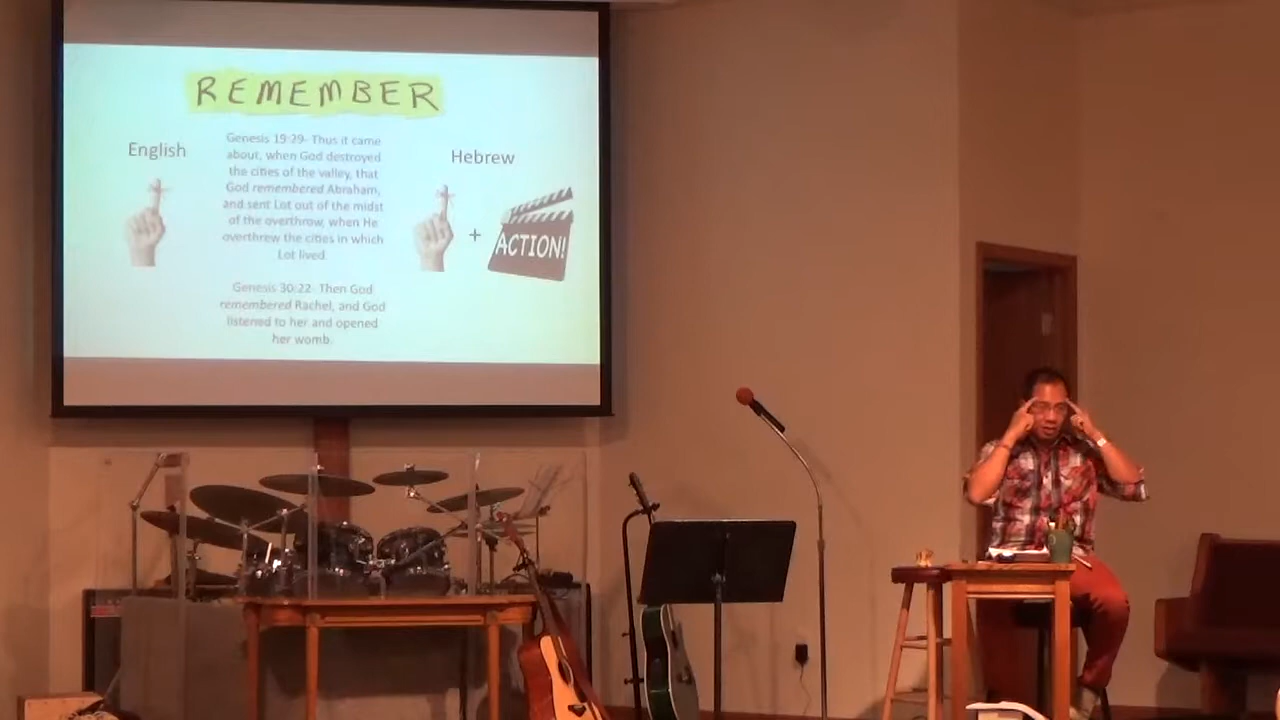 REMEMBER
English
Genesis 19:29- Thus it came
about, when God destroyed
the cities of the valley, that
God remembered Abraham,
and sent Lot out of the midst
of the overthrow, when He
overthrew the cities in which
Lot lived.
Genesis 30:22- Then God
remembered Rachel, and God
listened to her and opened
her womb.
Hebrew
+
ACTION!